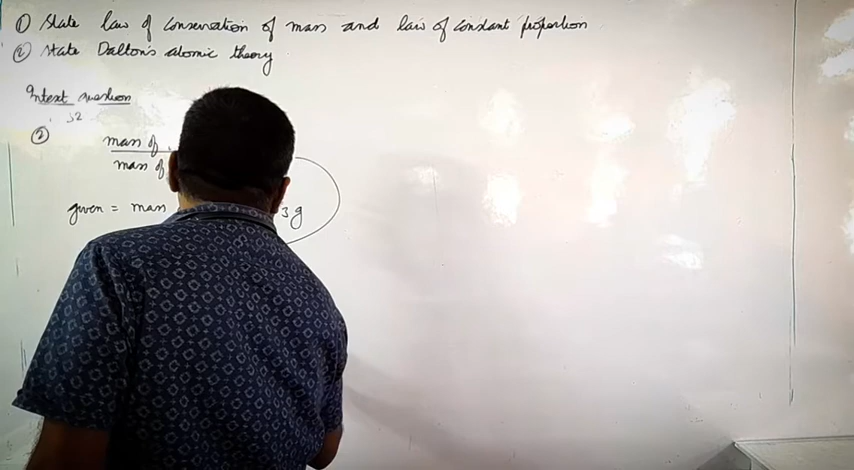 ① State law of conservation of mass and law of constant proportion
② State Dalton's atomic theory
Intext question
32
② mass of
mass of
given = mass 3 g